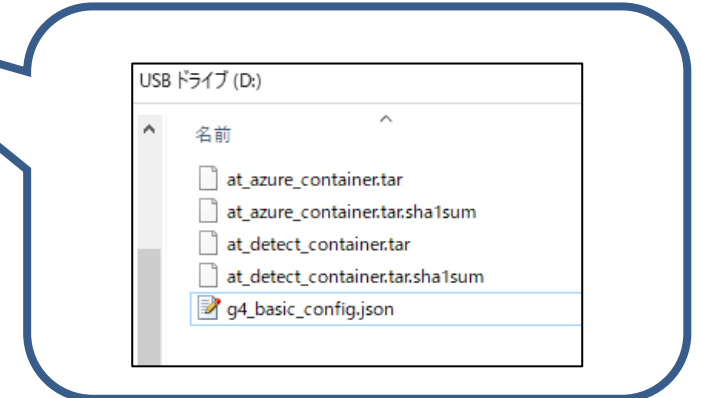 USB ドライブ (D:)
名前
at_azure_container.tar
at_azure_container.tar.sha1sum
at_detect_container.tar
at_detect_container.tar.sha1sum
g4_basic_config.json